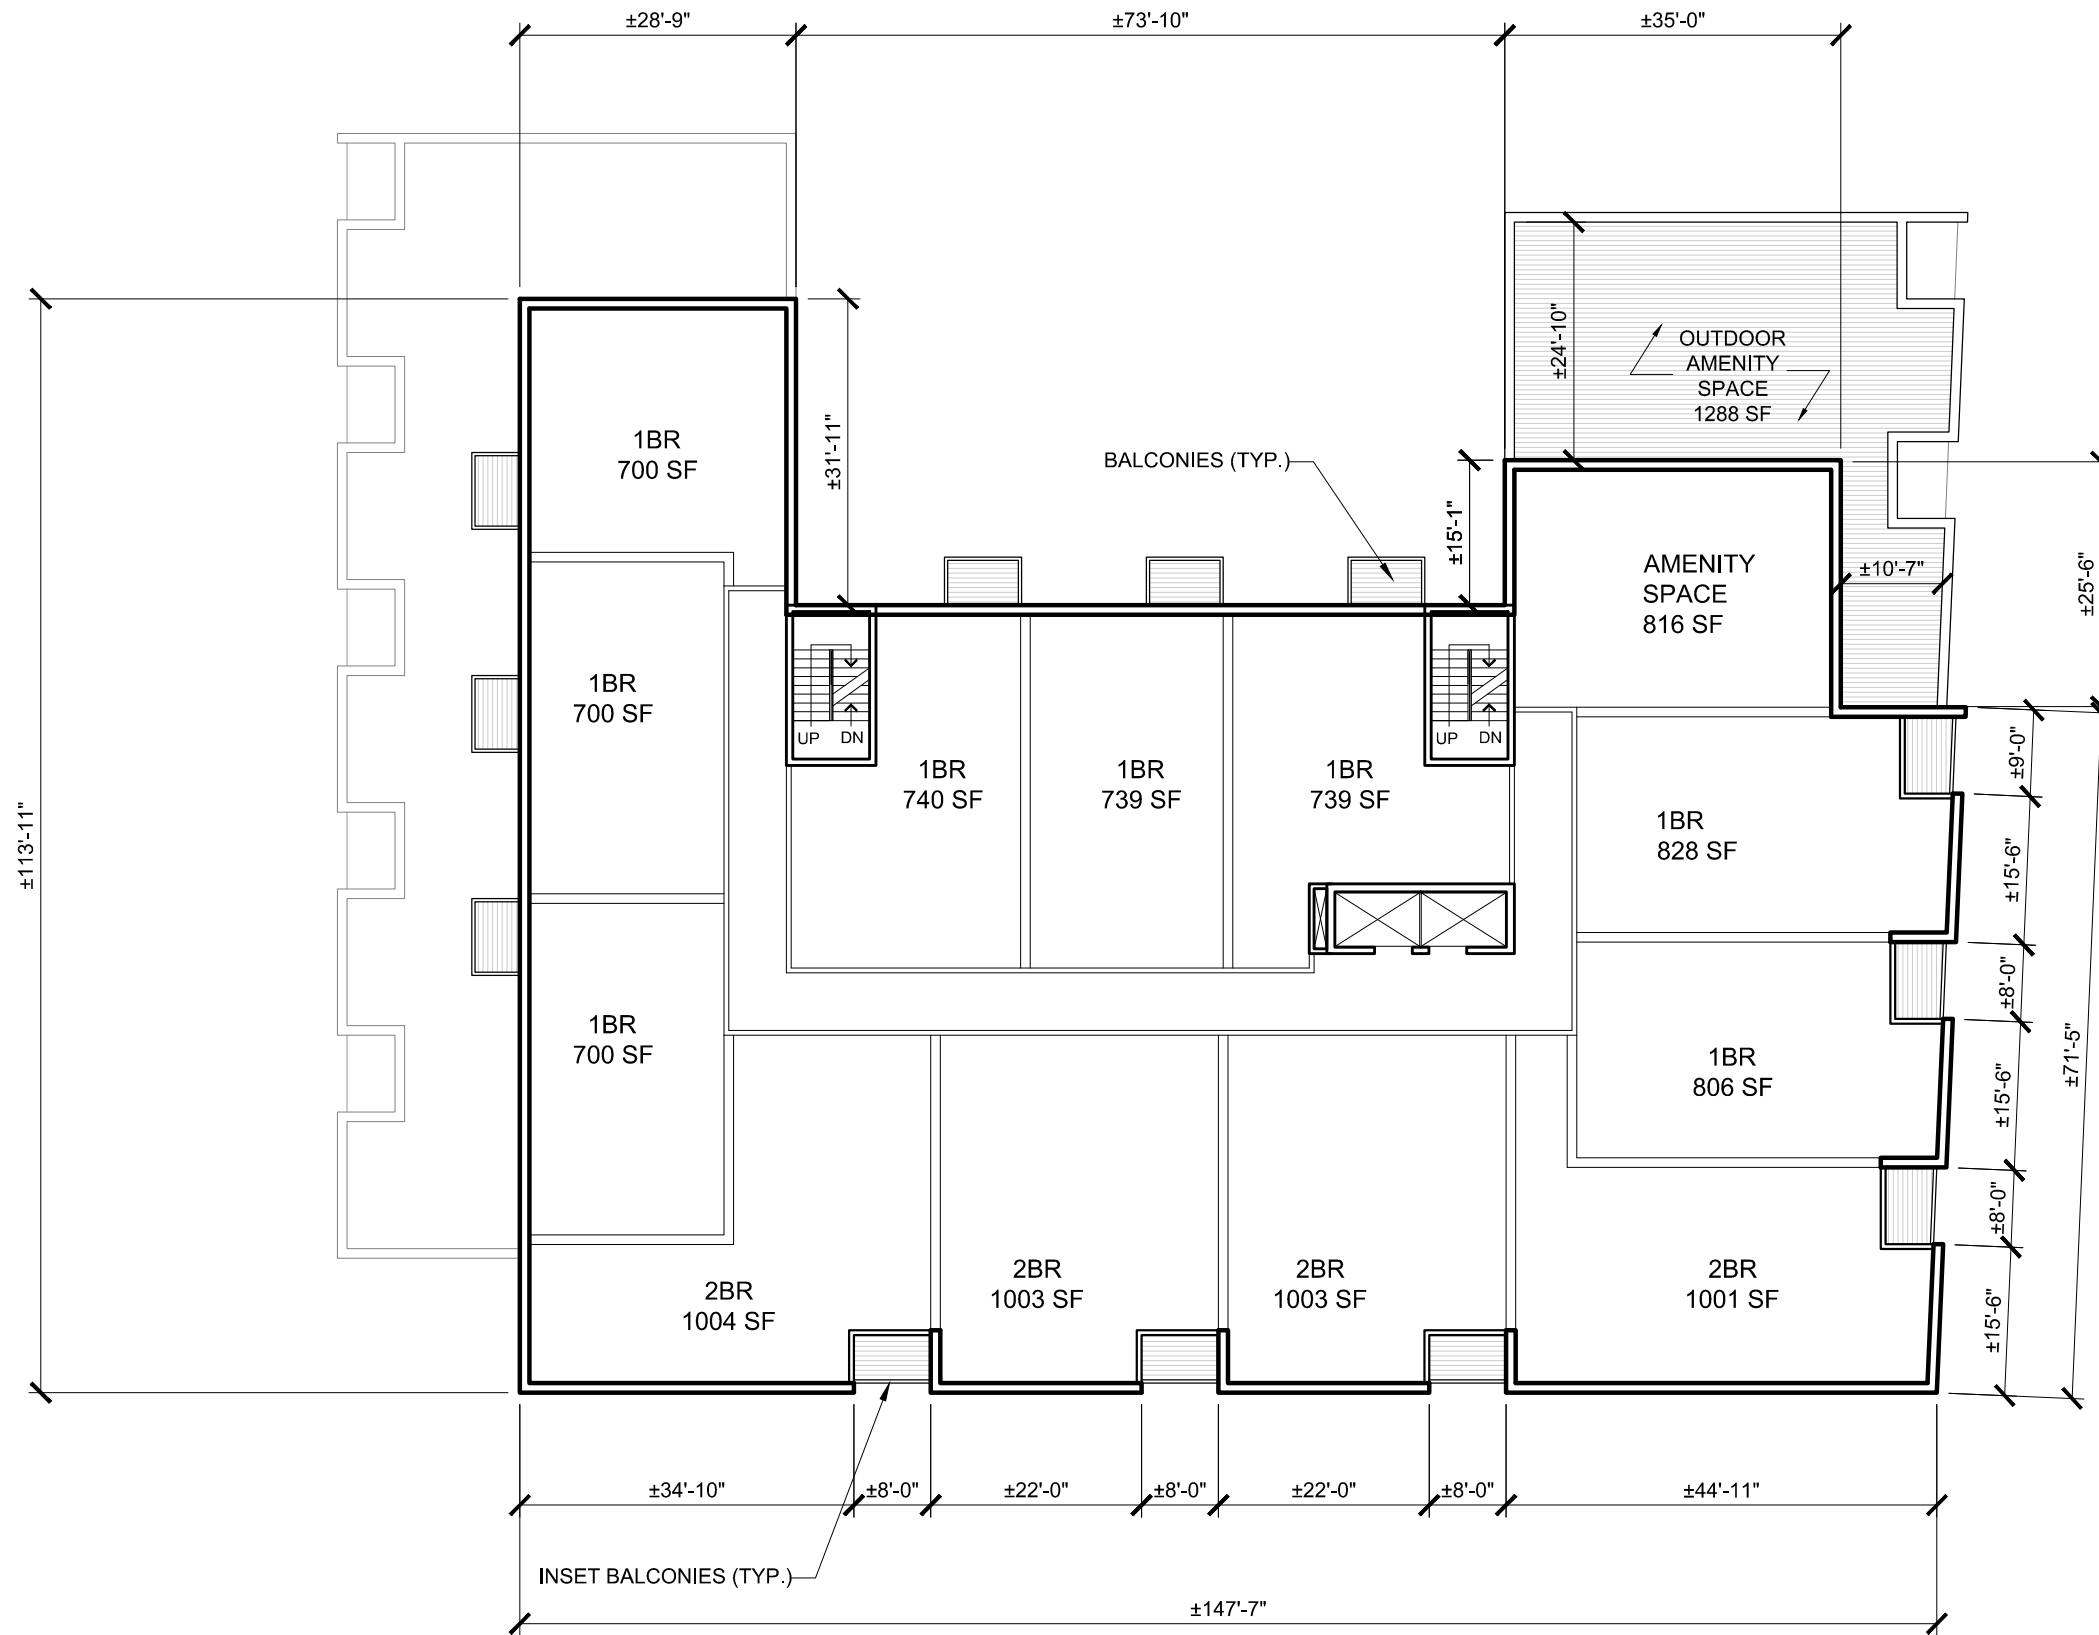 ±28'-9"
±73'-10"
±35'-0"
±24'-10"
OUTDOOR
AMENITY
SPACE
1288 SF
±31'-11"
1BR
700 SF
BALCONIES (TYP.)
±15'-1"
AMENITY
SPACE
816 SF
±10'-7"
±25'-6"
1BR
700 SF
UP
DN
UP
DN
±9'-0"
1BR
740 SF
1BR
739 SF
1BR
739 SF
1BR
828 SF
±113'-11"
±15'-6"
±8'-0"
1BR
700 SF
1BR
806 SF
±71'-5"
±15'-6"
±8'-0"
2BR
1004 SF
2BR
1003 SF
2BR
1003 SF
2BR
1001 SF
±15'-6"
±34'-10"
±8'-0"
±22'-0"
±8'-0"
±22'-0"
±8'-0"
±44'-11"
INSET BALCONIES (TYP.)
±147'-7"